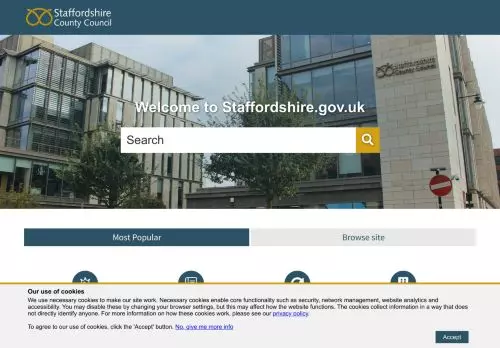 Staffordshire
County Council
Staffordshire
County Council
Welcome to Staffordshire.gov.uk
Search
Most Popular
Browse site
Our use of cookies
We use necessary cookies to make our site work. Necessary cookies enable core functionality such as security, network management, website analytics and
accessibility. You may disable these by changing your browser settings, but this may affect how the website functions. The cookies collect information in a way that does
not directly identify anyone. For more information on how these cookies work, please see our privacy policy.
To agree to our use of cookies, click the 'Accept' button. No, give me more info
Accept